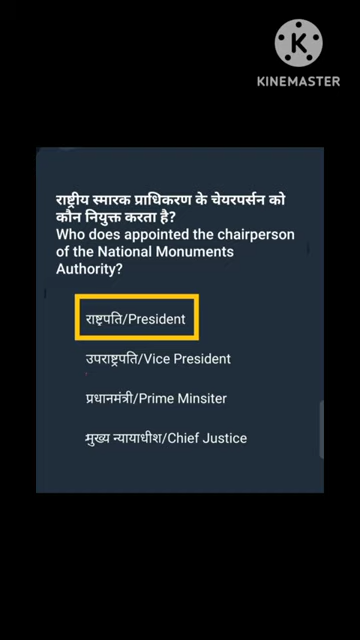 KINEMASTER
राष्ट्रीय स्मारक प्राधिकरण के चेयरपर्सन को
कौन नियुक्त करता है?
Who does appointed the chairperson
of the National Monuments
Authority?
राष्ट्रपति/President
उपराष्ट्रपति/Vice President
प्रधानमंत्री/Prime Minsiter
मुख्य न्यायाधीश/Chief Justice